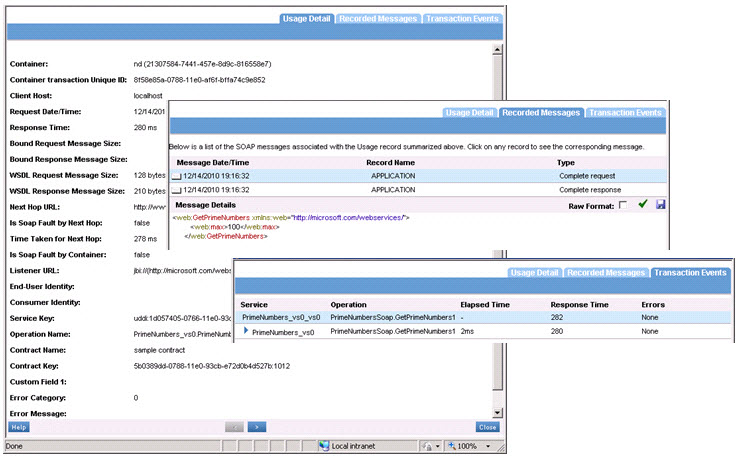 Usage Detail Recorded Messages Transaction Events
Container: nd (21307584-7441-457e-8d9c-816558e7)
Container transaction Unique ID: 8f58e85a-0788-11e0-af6f-bffa74c9e852
Client Host: localhost
Request Date/Time: 12/14/201
Response Time: 280 ms
Bound Request Message Size:
Bound Response Message Size:
WSDL Request Message Size: 128 bytes
WSDL Response Message Size: 210 bytes
Next Hop URL: http://ww
Is Soap Fault by Next Hop: false
Time Taken for Next Hop: 278 ms
Is Soap Fault by Container: false
Listener URL: jbi://{http://microsoft.com/web
End-User Identity:
Consumer Identity:
Service Key: uddi:1d057405-0766-11e0-93c
Operation Name: PrimeNumbers_vs0.PrimeNum
Contract Name: sample contract
Contract Key: 5b0389dd-0788-11e0-93cb-e72d0b4d527b:1012
Custom Field 1:
Error Category: 0
Error Message:
Help < > Close
Done Local intranet 100%
Usage Detail Recorded Messages Transaction Events
Below is a list of the SOAP messages associated with the Usage record summarized above. Click on any record to see the corresponding message.
Message Date/Time Record Name Type
12/14/2010 19:16:32 APPLICATION Complete request
12/14/2010 19:16:32 APPLICATION Complete response
Message Details Raw Format:
<web:GetPrimeNumbers xmlns:web="http://microsoft.com/webservices/">
<web:max>100</web:max>
</web:GetPrimeNumbers>
Usage Detail Recorded Messages Transaction Events
Service Operation Elapsed Time Response Time Errors
PrimeNumbers_vs0_vs0 PrimeNumbersSoap.GetPrimeNumbers1 - 282 None
PrimeNumbers_vs0 PrimeNumbersSoap.GetPrimeNumbers1 2ms 280 None